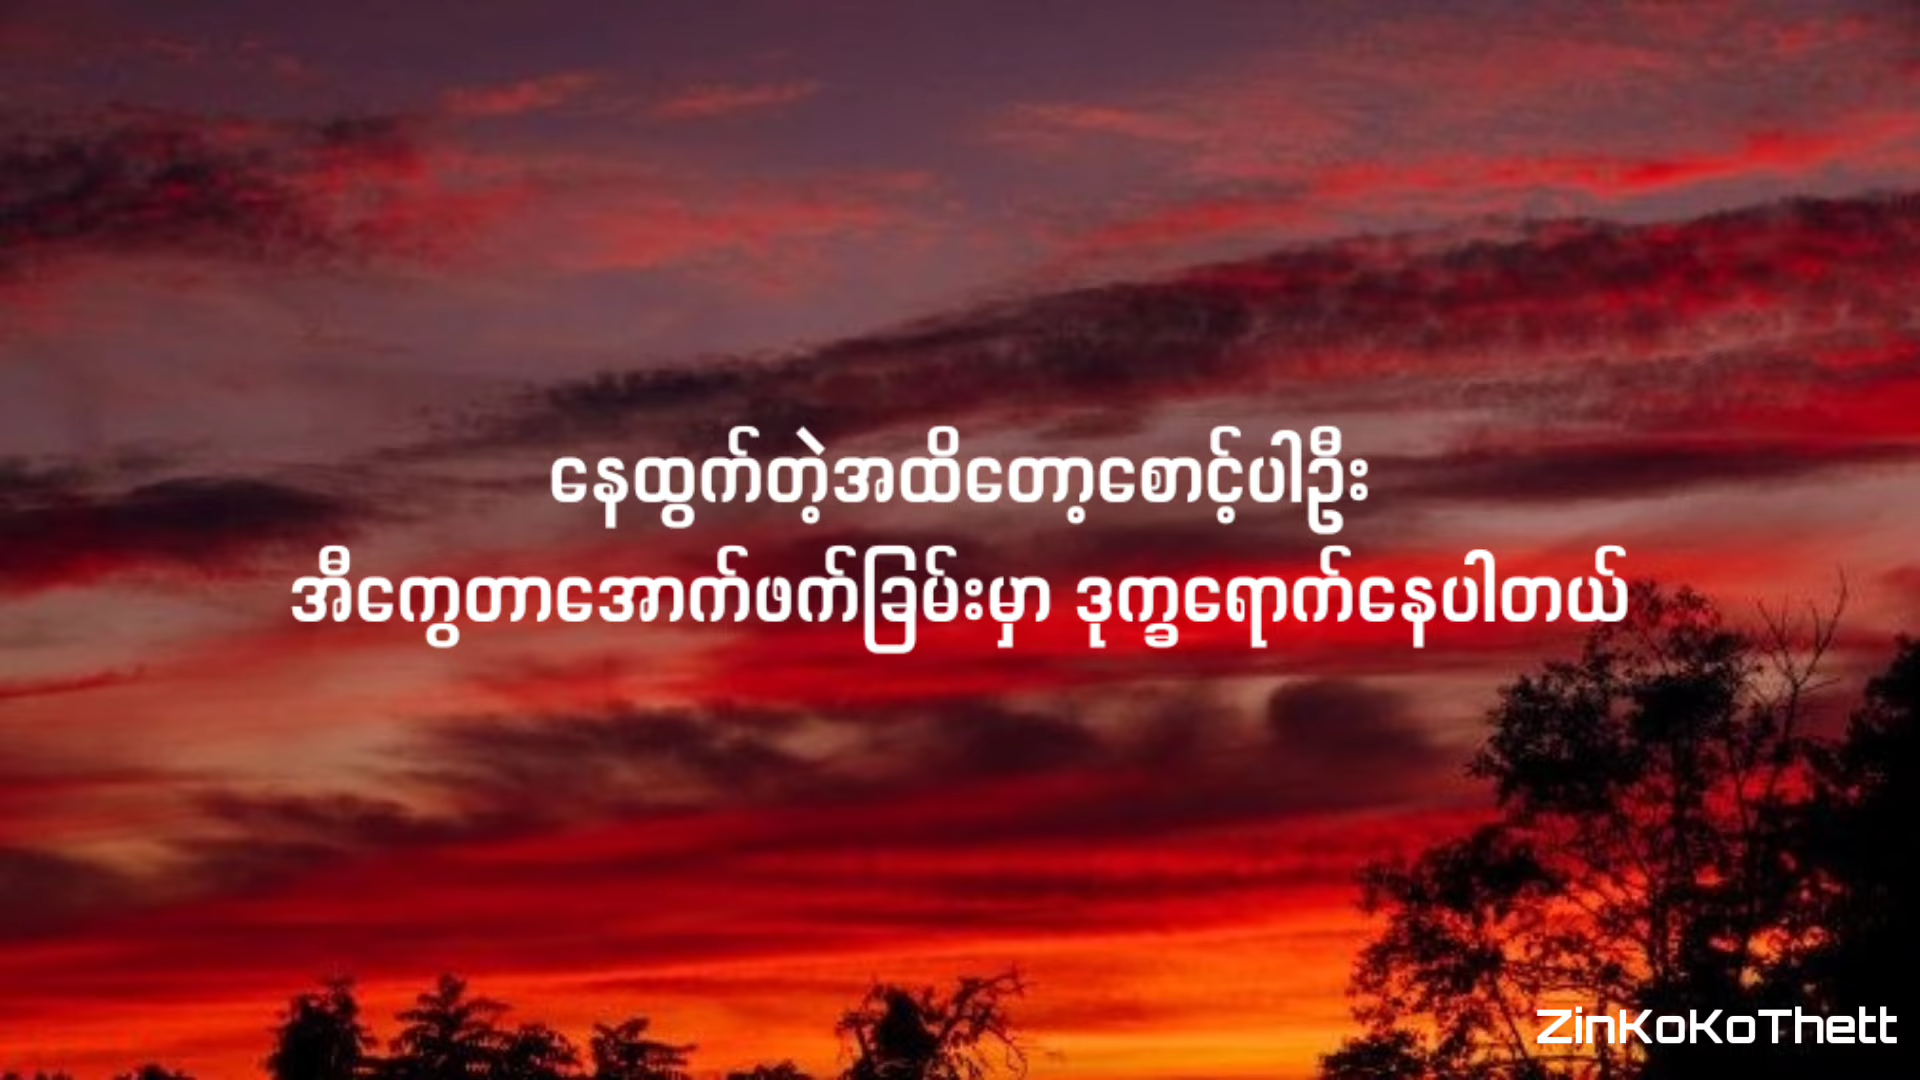 နေထွက်တဲ့အထိတော့စောင့်ပါဦး
အီကွေတာအောက်ဖက်ခြမ်းမှာ ဒုက္ခရောက်နေပါတယ်
ZinKoKoThett